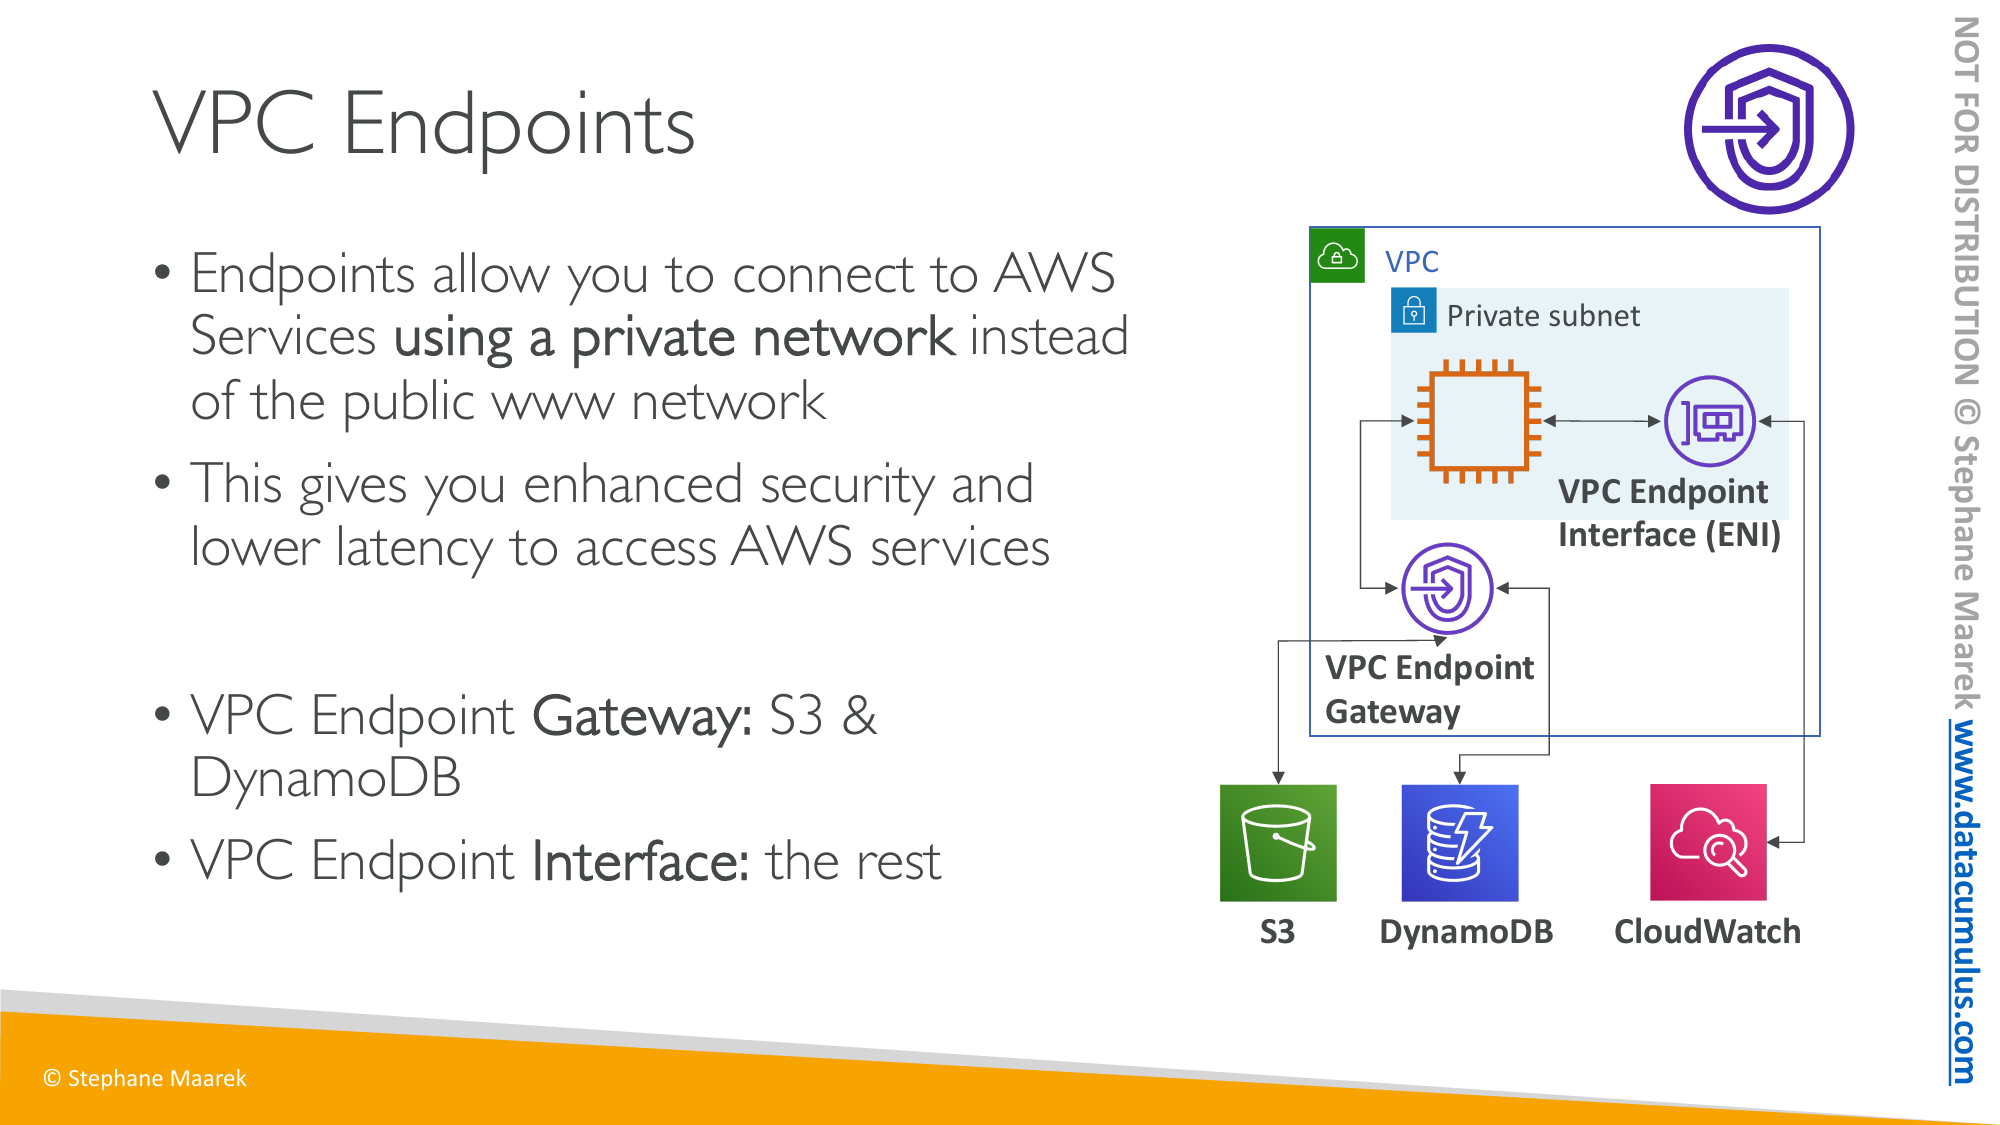 VPC Endpoints
• Endpoints allow you to connect to AWS
Services using a private network instead
of the public www network
• This gives you enhanced security and
lower latency to access AWS services
• VPC Endpoint Gateway: S3 &
DynamoDB
• VPC Endpoint Interface: the rest
VPC
Private subnet
VPC Endpoint
Interface (ENI)
VPC Endpoint
Gateway
S3
DynamoDB
CloudWatch
© Stephane Maarek
NOT FOR DISTRIBUTION © Stephane Maarek www.datacumulus.com